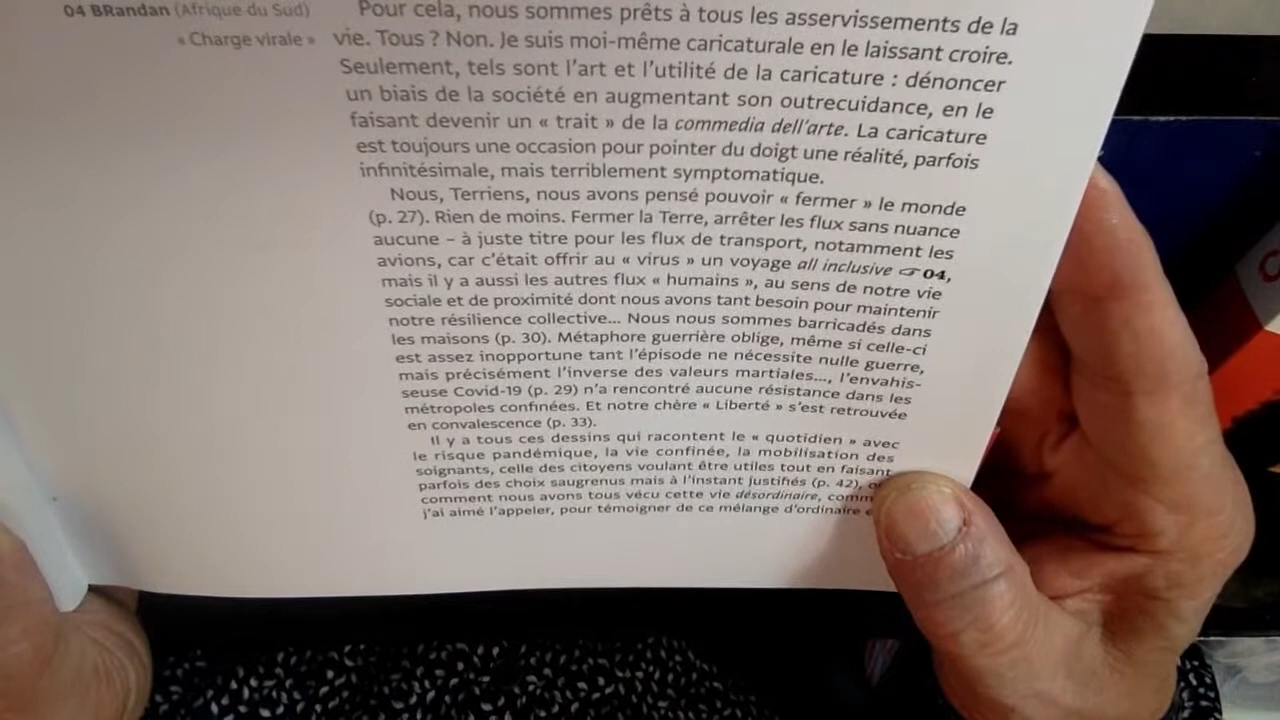 04 BRandan (Afrique du Sud)
« Charge virale »
Pour cela, nous sommes prêts à tous les asservissements de la
vie. Tous ? Non. Je suis moi-même caricaturale en le laissant croire.
Seulement, tels sont l'art et l'utilité de la caricature : dénoncer
un biais de la société en augmentant son outrecuidance, en le
faisant devenir un « trait » de la commedia dell'arte. La caricature
est toujours une occasion pour pointer du doigt une réalité, parfois
infinitésimale, mais terriblement symptomatique.
Nous, Terriens, nous avons pensé pouvoir « fermer » le monde
(p. 27). Rien de moins. Fermer la Terre, arrêter les flux sans nuance
aucune – à juste titre pour les flux de transport, notamment les
avions, car c'était offrir au « virus » un voyage all inclusive ☞ 04,
mais il y a aussi les autres flux « humains », au sens de notre vie
sociale et de proximité dont nous avons tant besoin pour maintenir
notre résilience collective... Nous nous sommes barricadés dans
les maisons (p. 30). Métaphore guerrière oblige, même si celle-ci
est assez inopportune tant l'épisode ne nécessite nulle guerre,
mais précisément l'inverse des valeurs martiales..., l'envahis-
seuse Covid-19 (p. 29) n'a rencontré aucune résistance dans les
métropoles confinées. Et notre chère « Liberté » s'est retrouvée
en convalescence (p. 33).
Il y a tous ces dessins qui racontent le « quotidien » avec
le risque pandémique, la vie confinée, la mobilisation des
soignants, celle des citoyens voulant être utiles tout en faisant
parfois des choix saugrenus mais à l'instant justifiés (p. 42),
comment nous avons tous vécu cette vie désordinaire,
j'ai aimé l'appeler, pour témoigner de ce mélange d'ordinaire